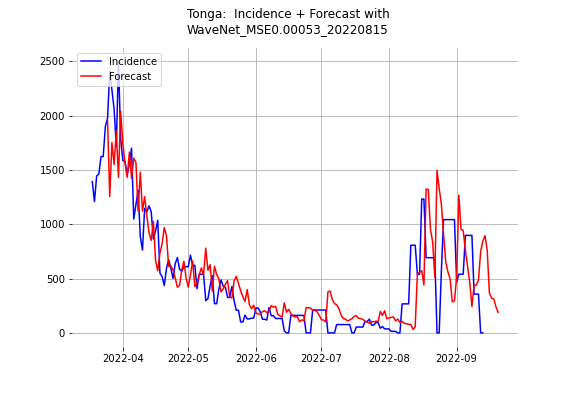 Tonga:  Incidence + Forecast with
WaveNet_MSE0.00053_20220815
Incidence
Forecast
2500
2000
1500
1000
500
0
2022-04 2022-05 2022-06 2022-07 2022-08 2022-09